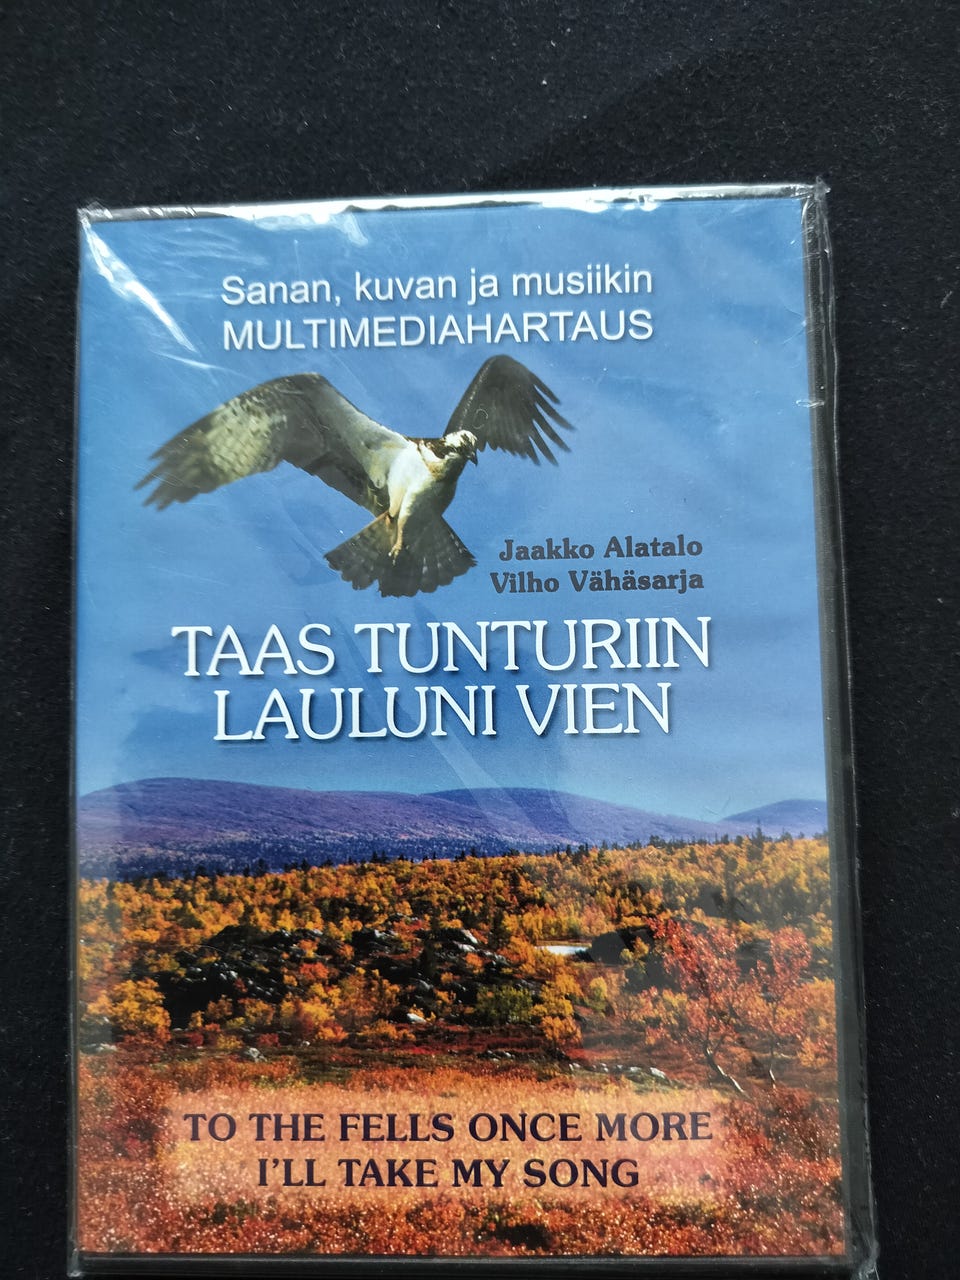 Sanan, kuvan ja musiikin
MULTIMEDIAHARTAUS
Jaakko Alatalo
Vilho Vähäsarja
TAAS TUNTURIIN
LAULUNI VIEN
TO THE FELLS ONCE MORE
I'LL TAKE MY SONG